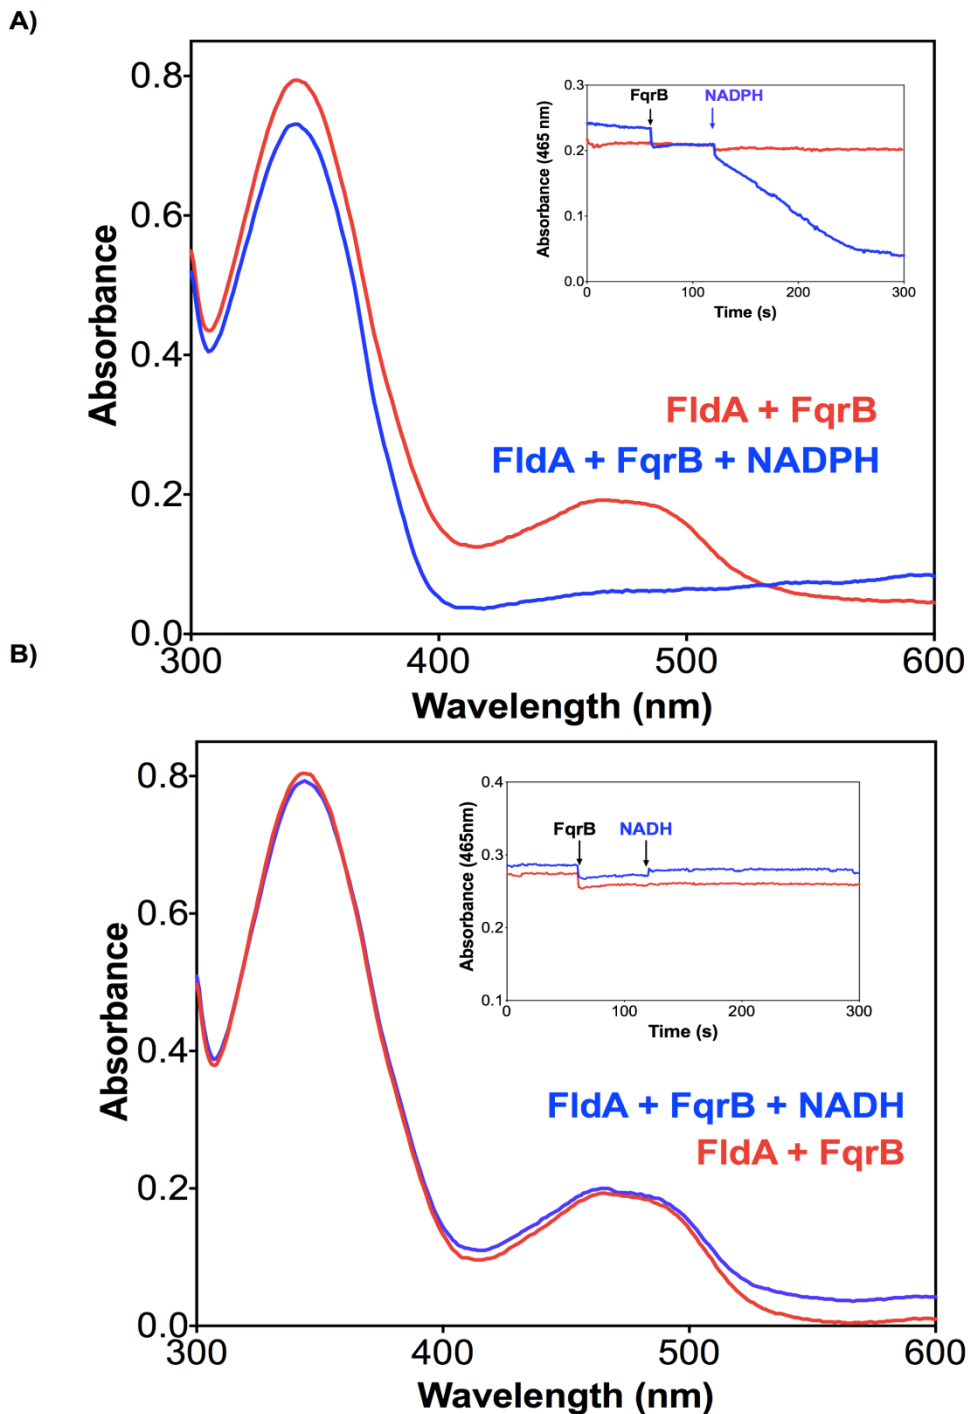 A)
Absorbance
0.8
0.6
0.4
0.2
0.0
300
400
500
600
Wavelength (nm)
Absorbance (465 nm)
0.3
0.2
0.1
0.0
0
100
200
300
Time (s)
FqrB
NADPH
FldA + FqrB
FldA + FqrB + NADPH
B)
Absorbance
0.8
0.6
0.4
0.2
0.0
300
400
500
600
Wavelength (nm)
Absorbance (465nm)
0.4
0.3
0.2
0.1
0
100
200
300
Time (s)
FqrB
NADH
FldA + FqrB + NADH
FldA + FqrB